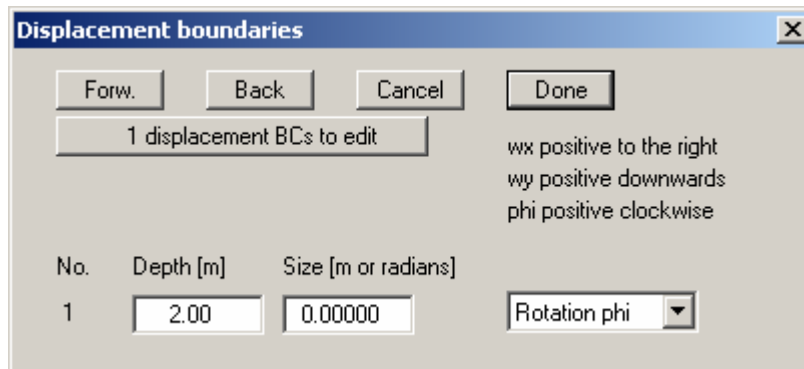 Displacement boundaries
Forw. Back Cancel Done
1 displacement BCs to edit
wx positive to the right
wy positive downwards
phi positive clockwise
No. Depth [m] Size [m or radians]
1 2.00 0.00000 Rotation phi